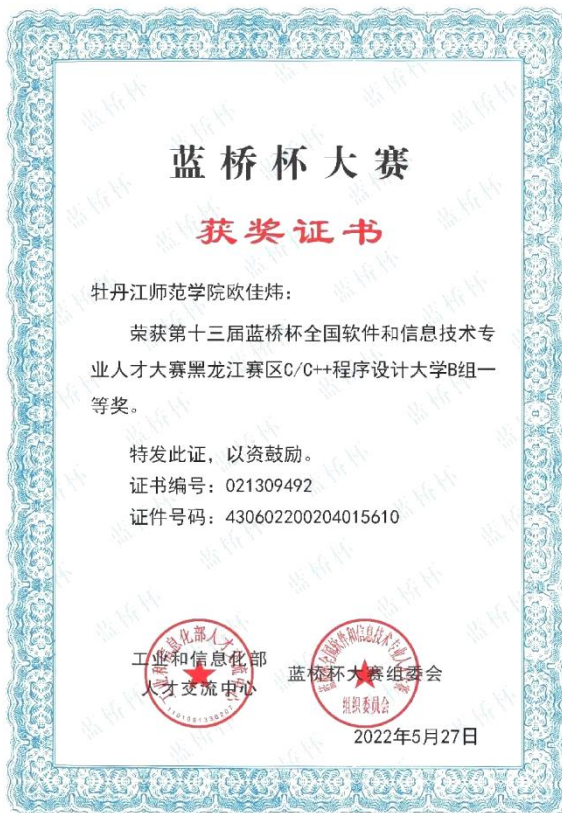 蓝桥杯大赛
获奖证书
牡丹江师范学院欧佳炜：
荣获第十三届蓝桥杯全国软件和信息技术专
业人才大赛黑龙江赛区C/C++程序设计大学B组一
等奖。
特发此证，以资鼓励。
证书编号：021309492
证件号码：430602200204015610
工业和信息化部
人才交流中心
蓝桥杯大赛组委会
组织委员会
2022年5月27日